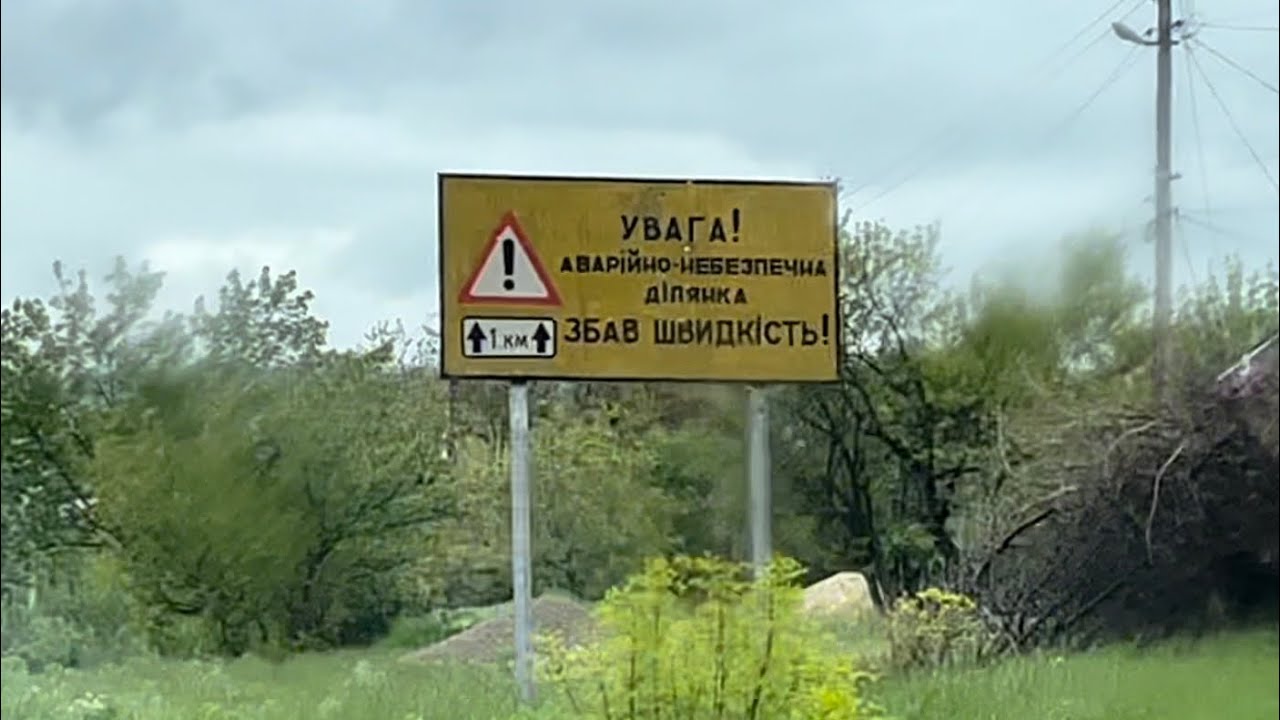 УВАГА!
АВАРІЙНО-НЕБЕЗПЕЧНА
ДІЛЯНКА
ЗБАВ ШВИДКІСТЬ!
1 КМ